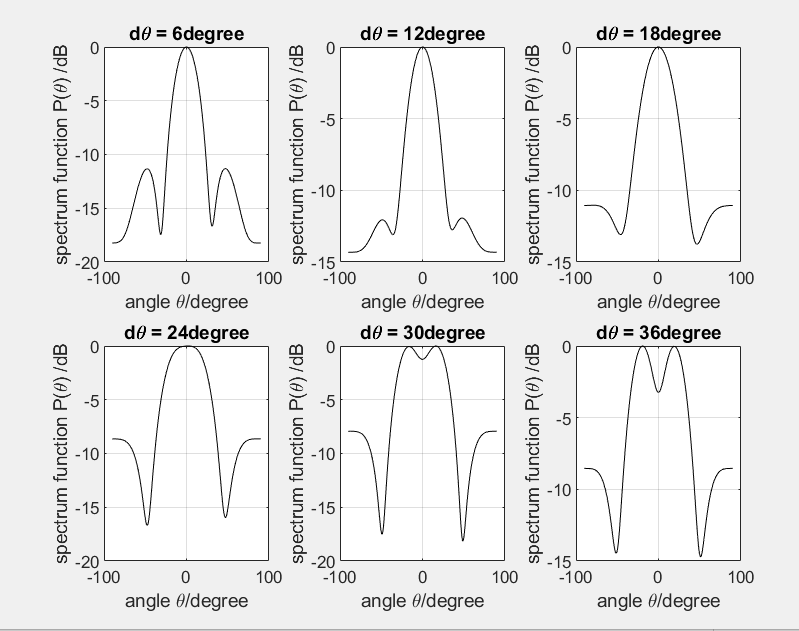 dθ = 6degree
dθ = 12degree
dθ = 18degree
spectrum function P(θ) /dB
0
-5
-10
-15
-20
-100
0
100
angle θ/degree
spectrum function P(θ) /dB
0
-5
-10
-15
-100
0
100
angle θ/degree
spectrum function P(θ) /dB
0
-5
-10
-15
-100
0
100
angle θ/degree
dθ = 24degree
dθ = 30degree
dθ = 36degree
spectrum function P(θ) /dB
0
-5
-10
-15
-20
-100
0
100
angle θ/degree
spectrum function P(θ) /dB
0
-5
-10
-15
-20
-100
0
100
angle θ/degree
spectrum function P(θ) /dB
0
-5
-10
-15
-100
0
100
angle θ/degree